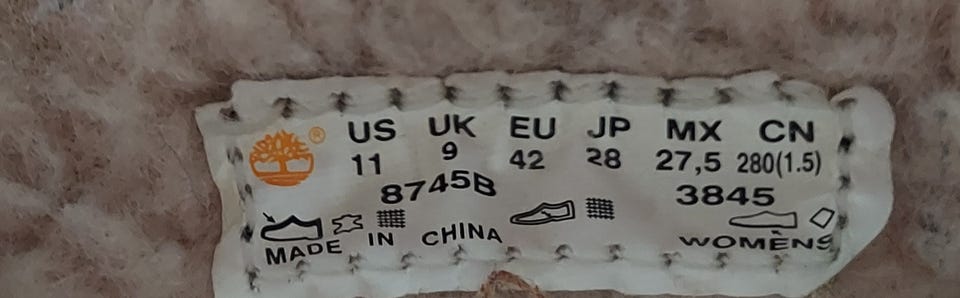 ® US UK EU JP MX CN
11 9 42 28 27,5 280(1.5)
8745B 3845
MADE IN CHINA WOMENS